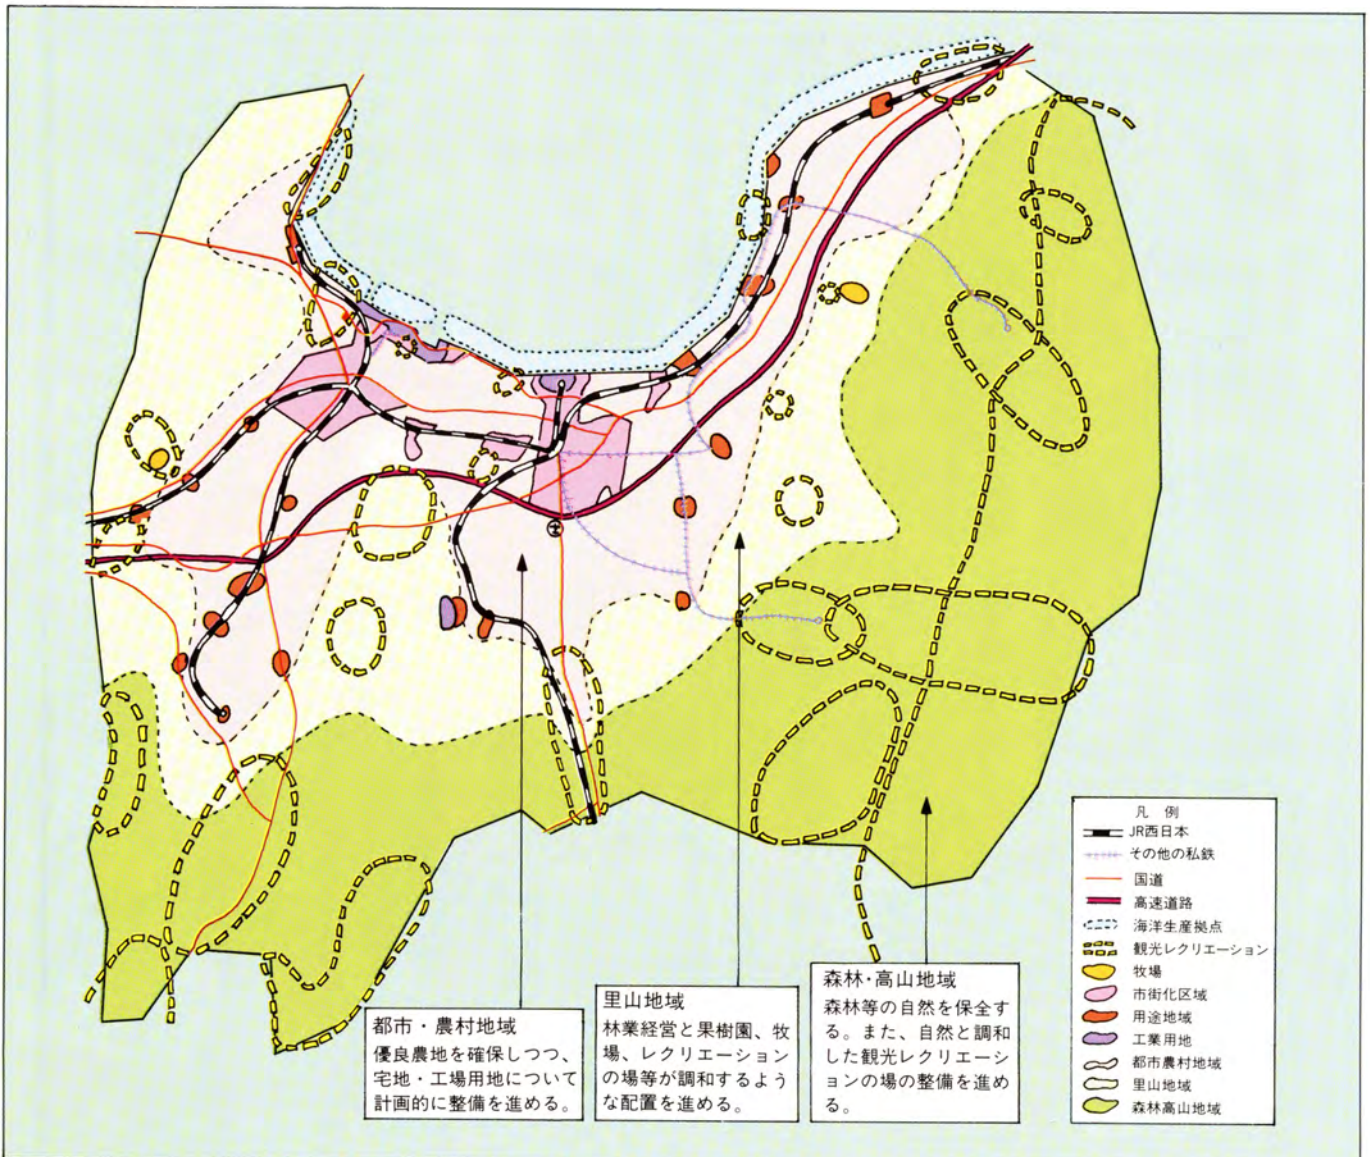 都市・農村地域
優良農地を確保しつつ、
宅地・工場用地について
計画的に整備を進める。
里山地域
林業経営と果樹園、牧
場、レクリエーション
の場等が調和するよう
な配置を進める。
森林・高山地域
森林等の自然を保全す
る。また、自然と調和
した観光レクリエーシ
ョンの場の整備を進め
る。
凡例
JR西日本
その他の私鉄
国道
高速道路
海洋生産拠点
観光レクリエーション
牧場
市街化区域
用途地域
工業用地
都市農村地域
里山地域
森林高山地域